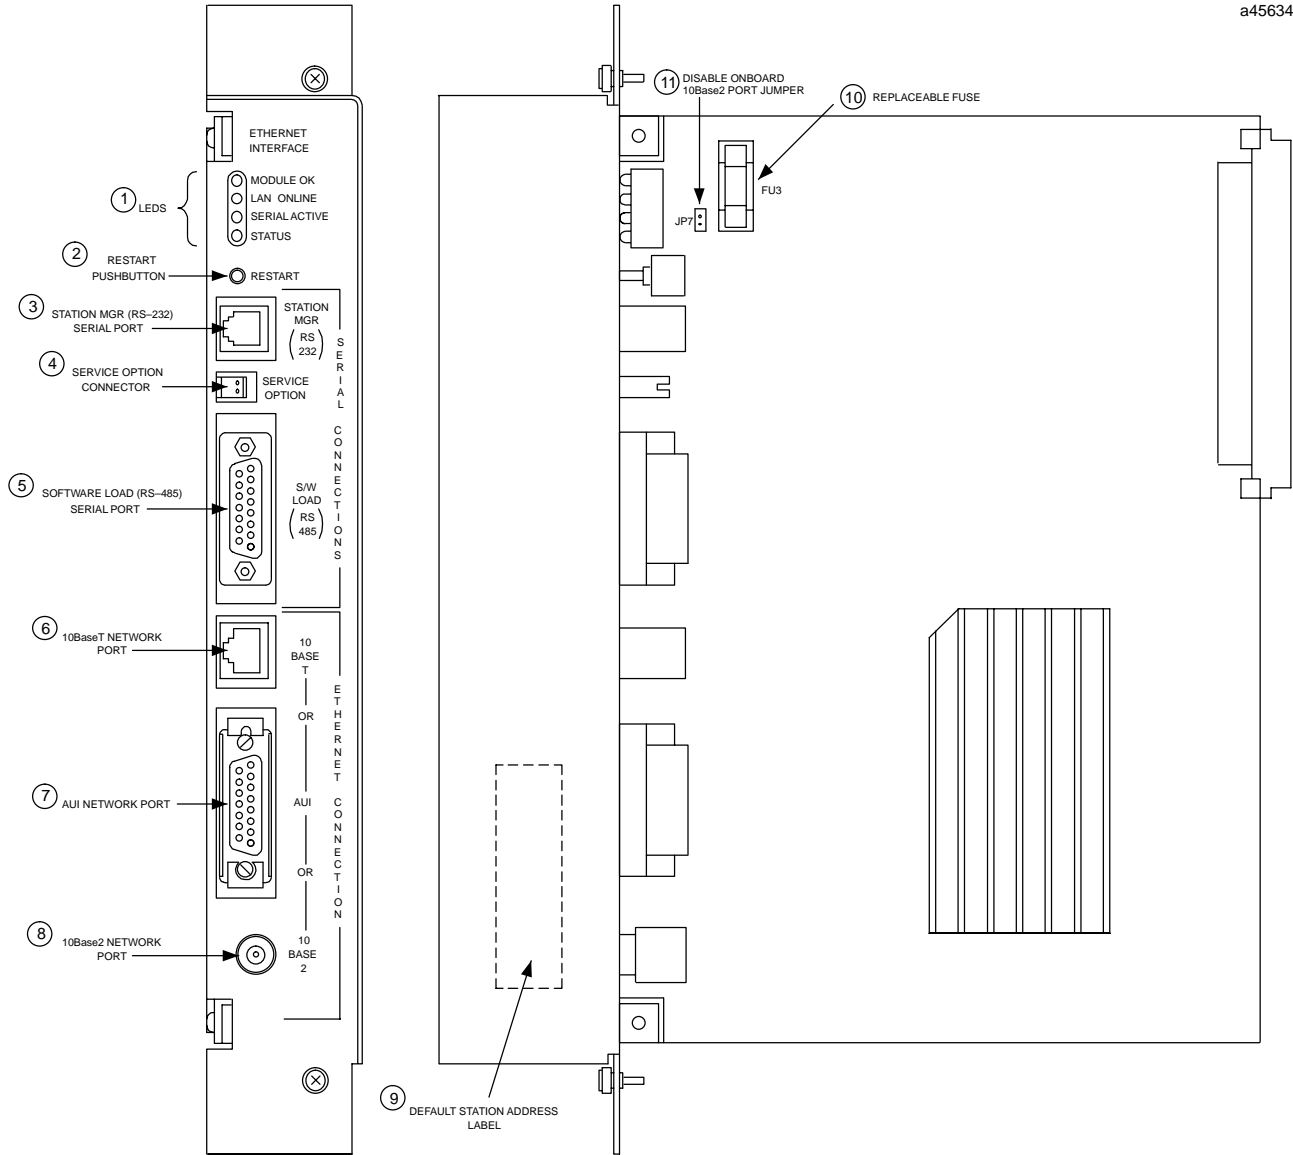 a45634
11
DISABLE ONBOARD
10Base2 PORT JUMPER
10
REPLACEABLE FUSE
ETHERNET
INTERFACE
1
LEDS
MODULE OK
LAN ONLINE
SERIAL ACTIVE
STATUS
FU3
JP7
2
RESTART
PUSHBUTTON
RESTART
3
STATION MGR (RS–232)
SERIAL PORT
STATION
MGR
(RS
232)
4
SERVICE OPTION
CONNECTOR
SERVICE
OPTION
SERIAL CONNECTIONS
5
SOFTWARE LOAD (RS–485)
SERIAL PORT
S/W
LOAD
(RS
485)
6
10BaseT NETWORK
PORT
10
BASE
T
OR
ETHERNET CONNECTION
7
AUI NETWORK PORT
AUI
OR
8
10Base2 NETWORK
PORT
10
BASE
2
9
DEFAULT STATION ADDRESS
LABEL